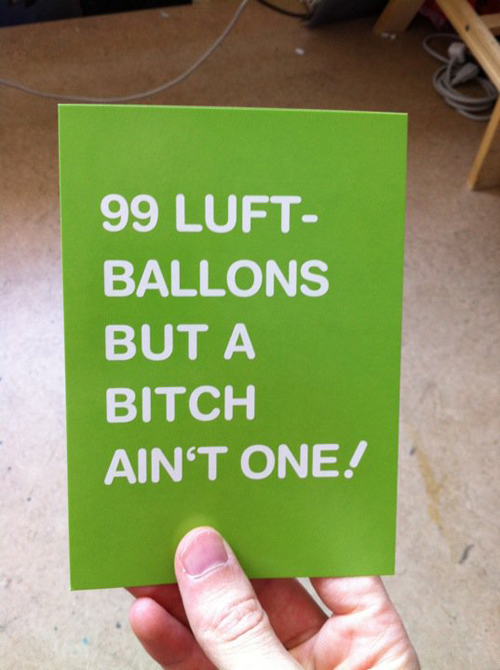 99 LUFT-
BALLONS
BUT A
BITCH
AIN‘T ONE!